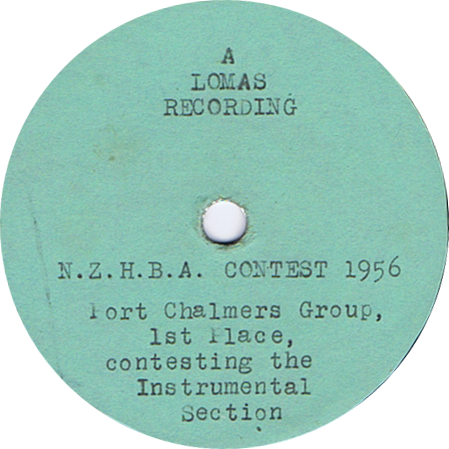 A
LOMAS
RECORDING
N.Z.H.B.A. CONTEST 1956
Port Chalmers Group,
1st Place,
contesting the
Instrumental
Section